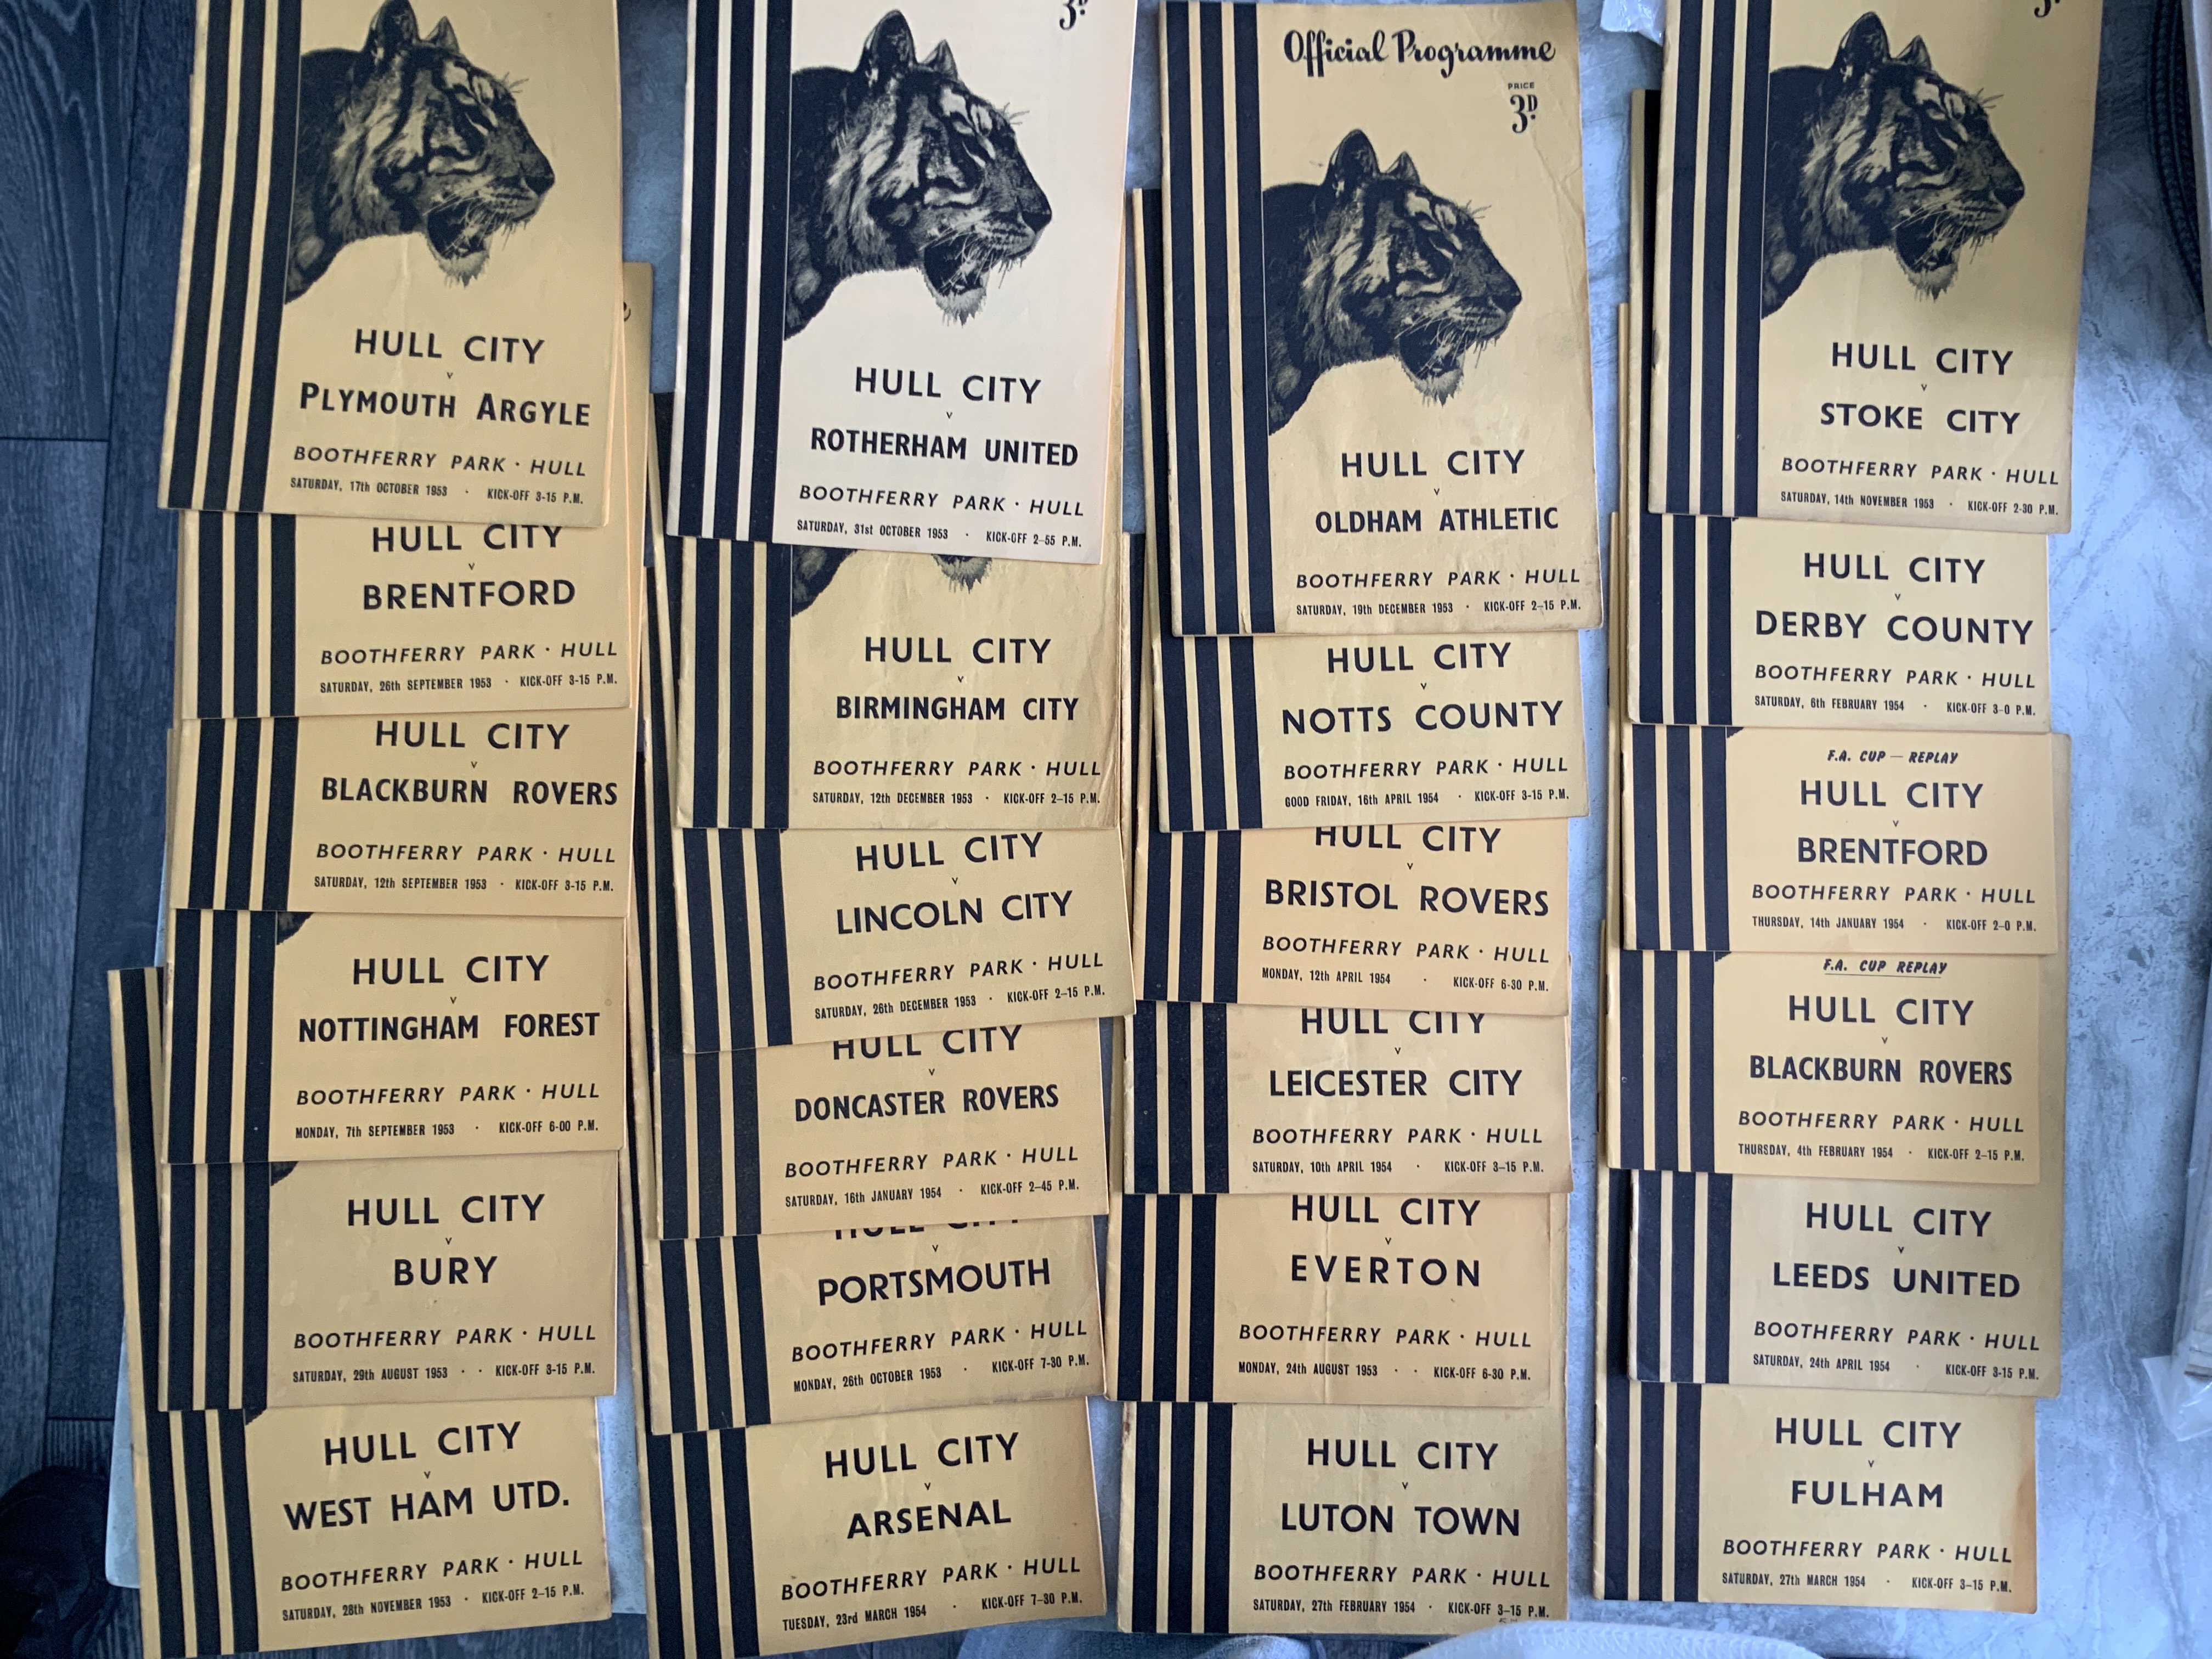 HULL CITY
v
PLYMOUTH ARGYLE
BOOTHFERRY PARK · HULL
SATURDAY, 17th OCTOBER 1953 · KICK-OFF 3-15 P.M.
HULL CITY
v
BRENTFORD
BOOTHFERRY PARK · HULL
SATURDAY, 26th SEPTEMBER 1953 · KICK-OFF 3-15 P.M.
HULL CITY
v
BLACKBURN ROVERS
BOOTHFERRY PARK · HULL
SATURDAY, 12th SEPTEMBER 1953 · KICK-OFF 3-15 P.M.
HULL CITY
v
NOTTINGHAM FOREST
BOOTHFERRY PARK · HULL
MONDAY, 7th SEPTEMBER 1953 · KICK-OFF 6-00 P.M.
HULL CITY
v
BURY
BOOTHFERRY PARK · HULL
SATURDAY, 29th AUGUST 1953 · · KICK-OFF 3-15 P.M.
HULL CITY
v
WEST HAM UTD.
BOOTHFERRY PARK · HULL
SATURDAY, 28th NOVEMBER 1953 · KICK-OFF 2-15 P.M.
3D.
HULL CITY
v
ROTHERHAM UNITED
BOOTHFERRY PARK · HULL
SATURDAY, 31st OCTOBER 1953 · KICK-OFF 2-55 P.M.
HULL CITY
v
BIRMINGHAM CITY
BOOTHFERRY PARK · HULL
SATURDAY, 12th DECEMBER 1953 · KICK-OFF 2-15 P.M.
HULL CITY
v
LINCOLN CITY
BOOTHFERRY PARK · HULL
SATURDAY, 26th DECEMBER 1953 · KICK-OFF 2-15 P.M.
HULL CITY
v
DONCASTER ROVERS
BOOTHFERRY PARK · HULL
SATURDAY, 16th JANUARY 1954 · KICK-OFF 2-45 P.M.
HULL CITY
v
PORTSMOUTH
BOOTHFERRY PARK · HULL
MONDAY, 26th OCTOBER 1953 · KICK-OFF 7-30 P.M.
HULL CITY
v
ARSENAL
BOOTHFERRY PARK · HULL
TUESDAY, 23rd MARCH 1954 · KICK-OFF 7-30 P.M.
Official Programme
PRICE
3D.
HULL CITY
v
OLDHAM ATHLETIC
BOOTHFERRY PARK · HULL
SATURDAY, 19th DECEMBER 1953 · KICK-OFF 2-15 P.M.
HULL CITY
v
NOTTS COUNTY
BOOTHFERRY PARK · HULL
GOOD FRIDAY, 16th APRIL 1954 · KICK-OFF 3-15 P.M.
HULL CITY
v
BRISTOL ROVERS
BOOTHFERRY PARK · HULL
MONDAY, 12th APRIL 1954 · KICK-OFF 6-30 P.M.
HULL CITY
v
LEICESTER CITY
BOOTHFERRY PARK · HULL
SATURDAY, 10th APRIL 1954 · KICK-OFF 3-15 P.M.
HULL CITY
v
EVERTON
BOOTHFERRY PARK · HULL
MONDAY, 24th AUGUST 1953 · · KICK-OFF 6-30 P.M.
HULL CITY
v
LUTON TOWN
BOOTHFERRY PARK · HULL
SATURDAY, 27th FEBRUARY 1954 · KICK-OFF 3-15 P.M.
HULL CITY
v
STOKE CITY
BOOTHFERRY PARK · HULL
SATURDAY, 14th NOVEMBER 1953 · KICK-OFF 2-30 P.M.
HULL CITY
v
DERBY COUNTY
BOOTHFERRY PARK · HULL
SATURDAY, 6th FEBRUARY 1954 · KICK-OFF 3-0 P.M.
F.A. CUP — REPLAY
HULL CITY
v
BRENTFORD
BOOTHFERRY PARK · HULL
THURSDAY, 14th JANUARY 1954 · KICK-OFF 2-0 P.M.
F.A. CUP REPLAY
HULL CITY
v
BLACKBURN ROVERS
BOOTHFERRY PARK · HULL
THURSDAY, 4th FEBRUARY 1954 · KICK-OFF 2-15 P.M.
HULL CITY
v
LEEDS UNITED
BOOTHFERRY PARK · HULL
SATURDAY, 24th APRIL 1954 · KICK-OFF 3-15 P.M.
HULL CITY
v
FULHAM
BOOTHFERRY PARK · HULL
SATURDAY, 27th MARCH 1954 · KICK-OFF 3-15 P.M.